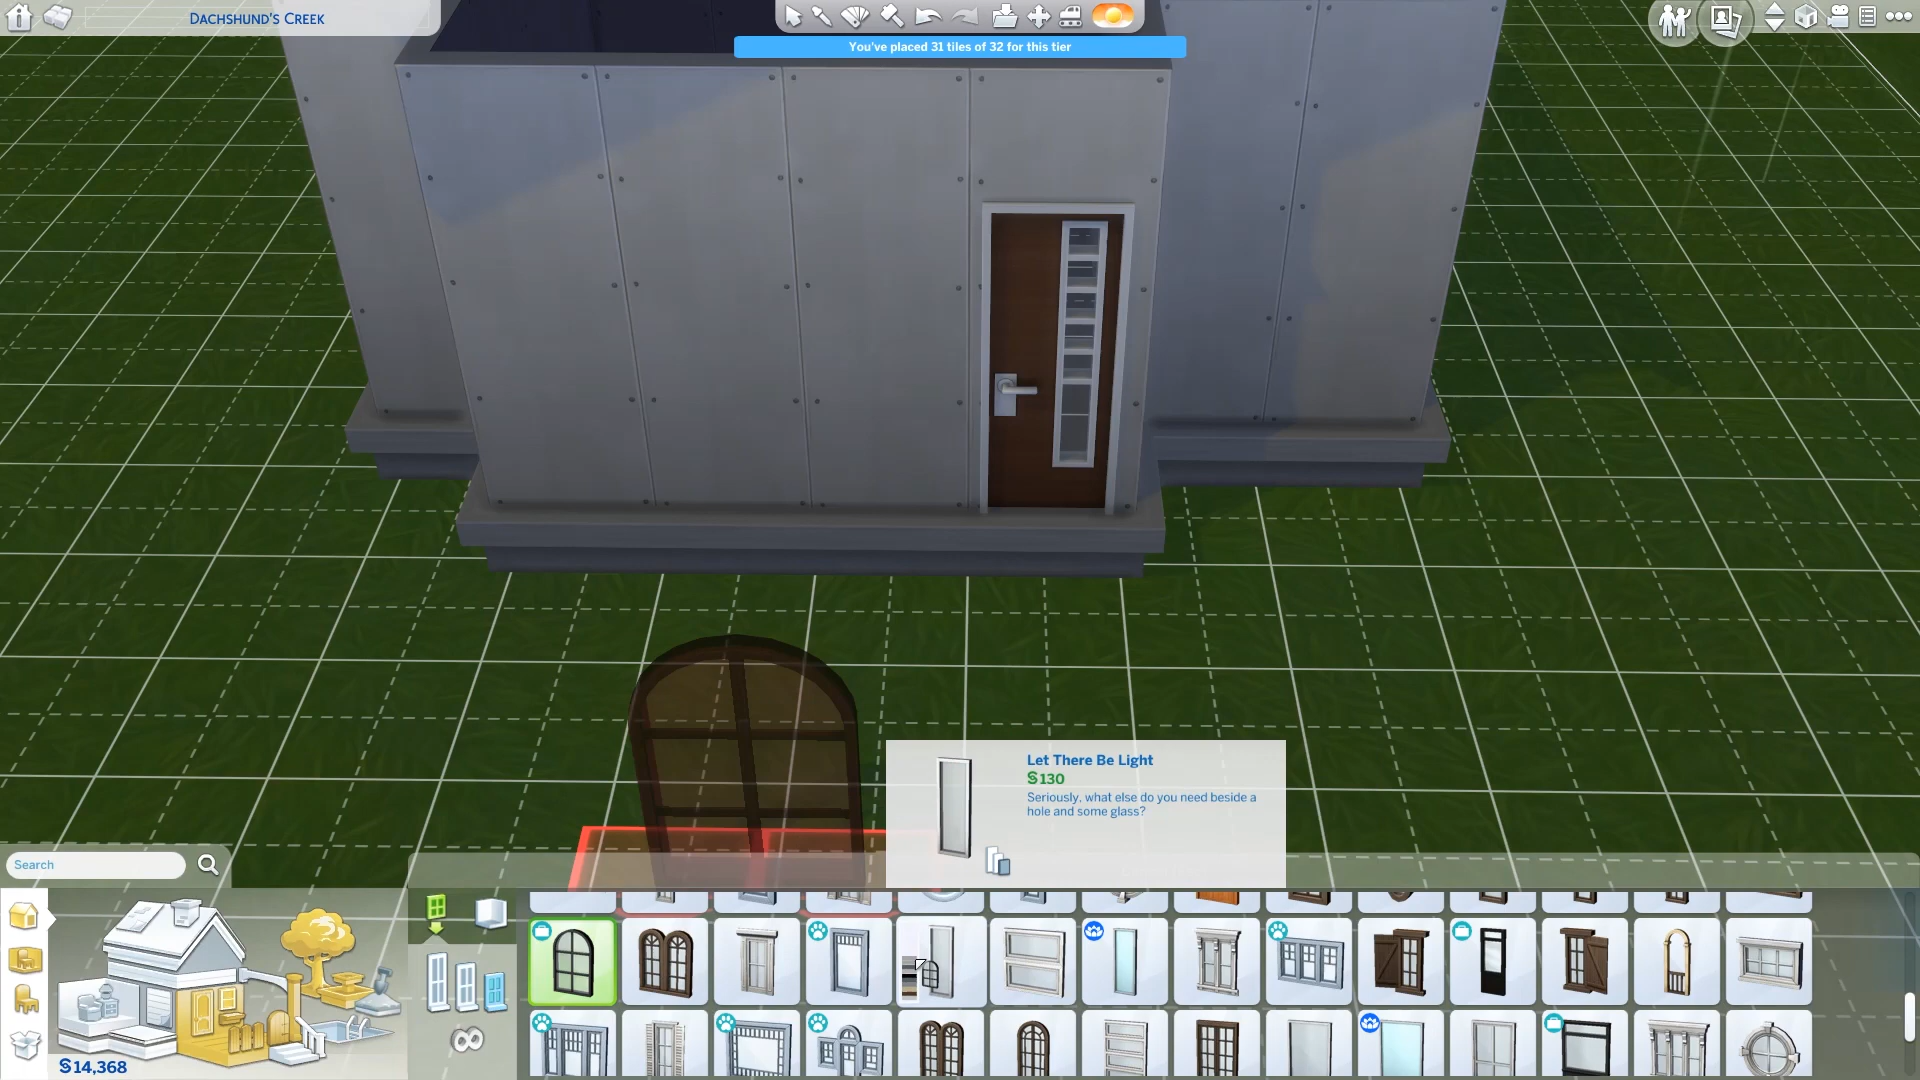 DACHSHUND'S CREEK
You've placed 31 tiles of 32 for this tier
Let There Be Light
§130
Seriously, what else do you need beside a
hole and some glass?
Search
§14,368